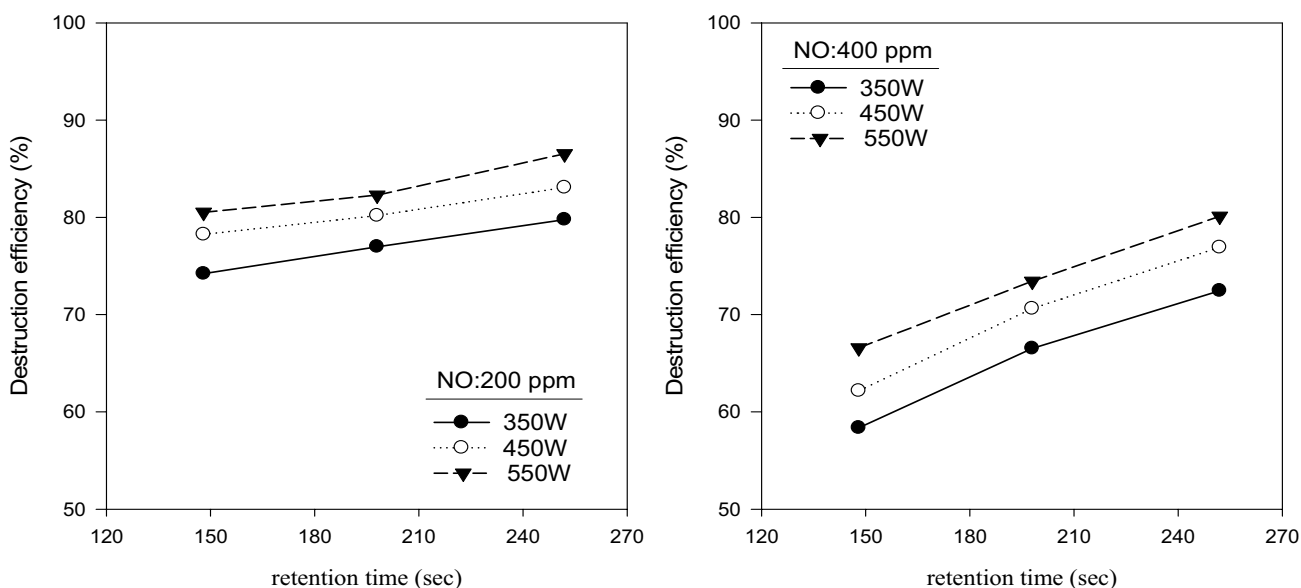 Destruction efficiency (%)
100
90
80
70
60
50
NO:200 ppm
350W
450W
550W
120 150 180 210 240 270
retention time (sec)
Destruction efficiency (%)
100
90
80
70
60
50
NO:400 ppm
350W
450W
550W
120 150 180 210 240 270
retention time (sec)